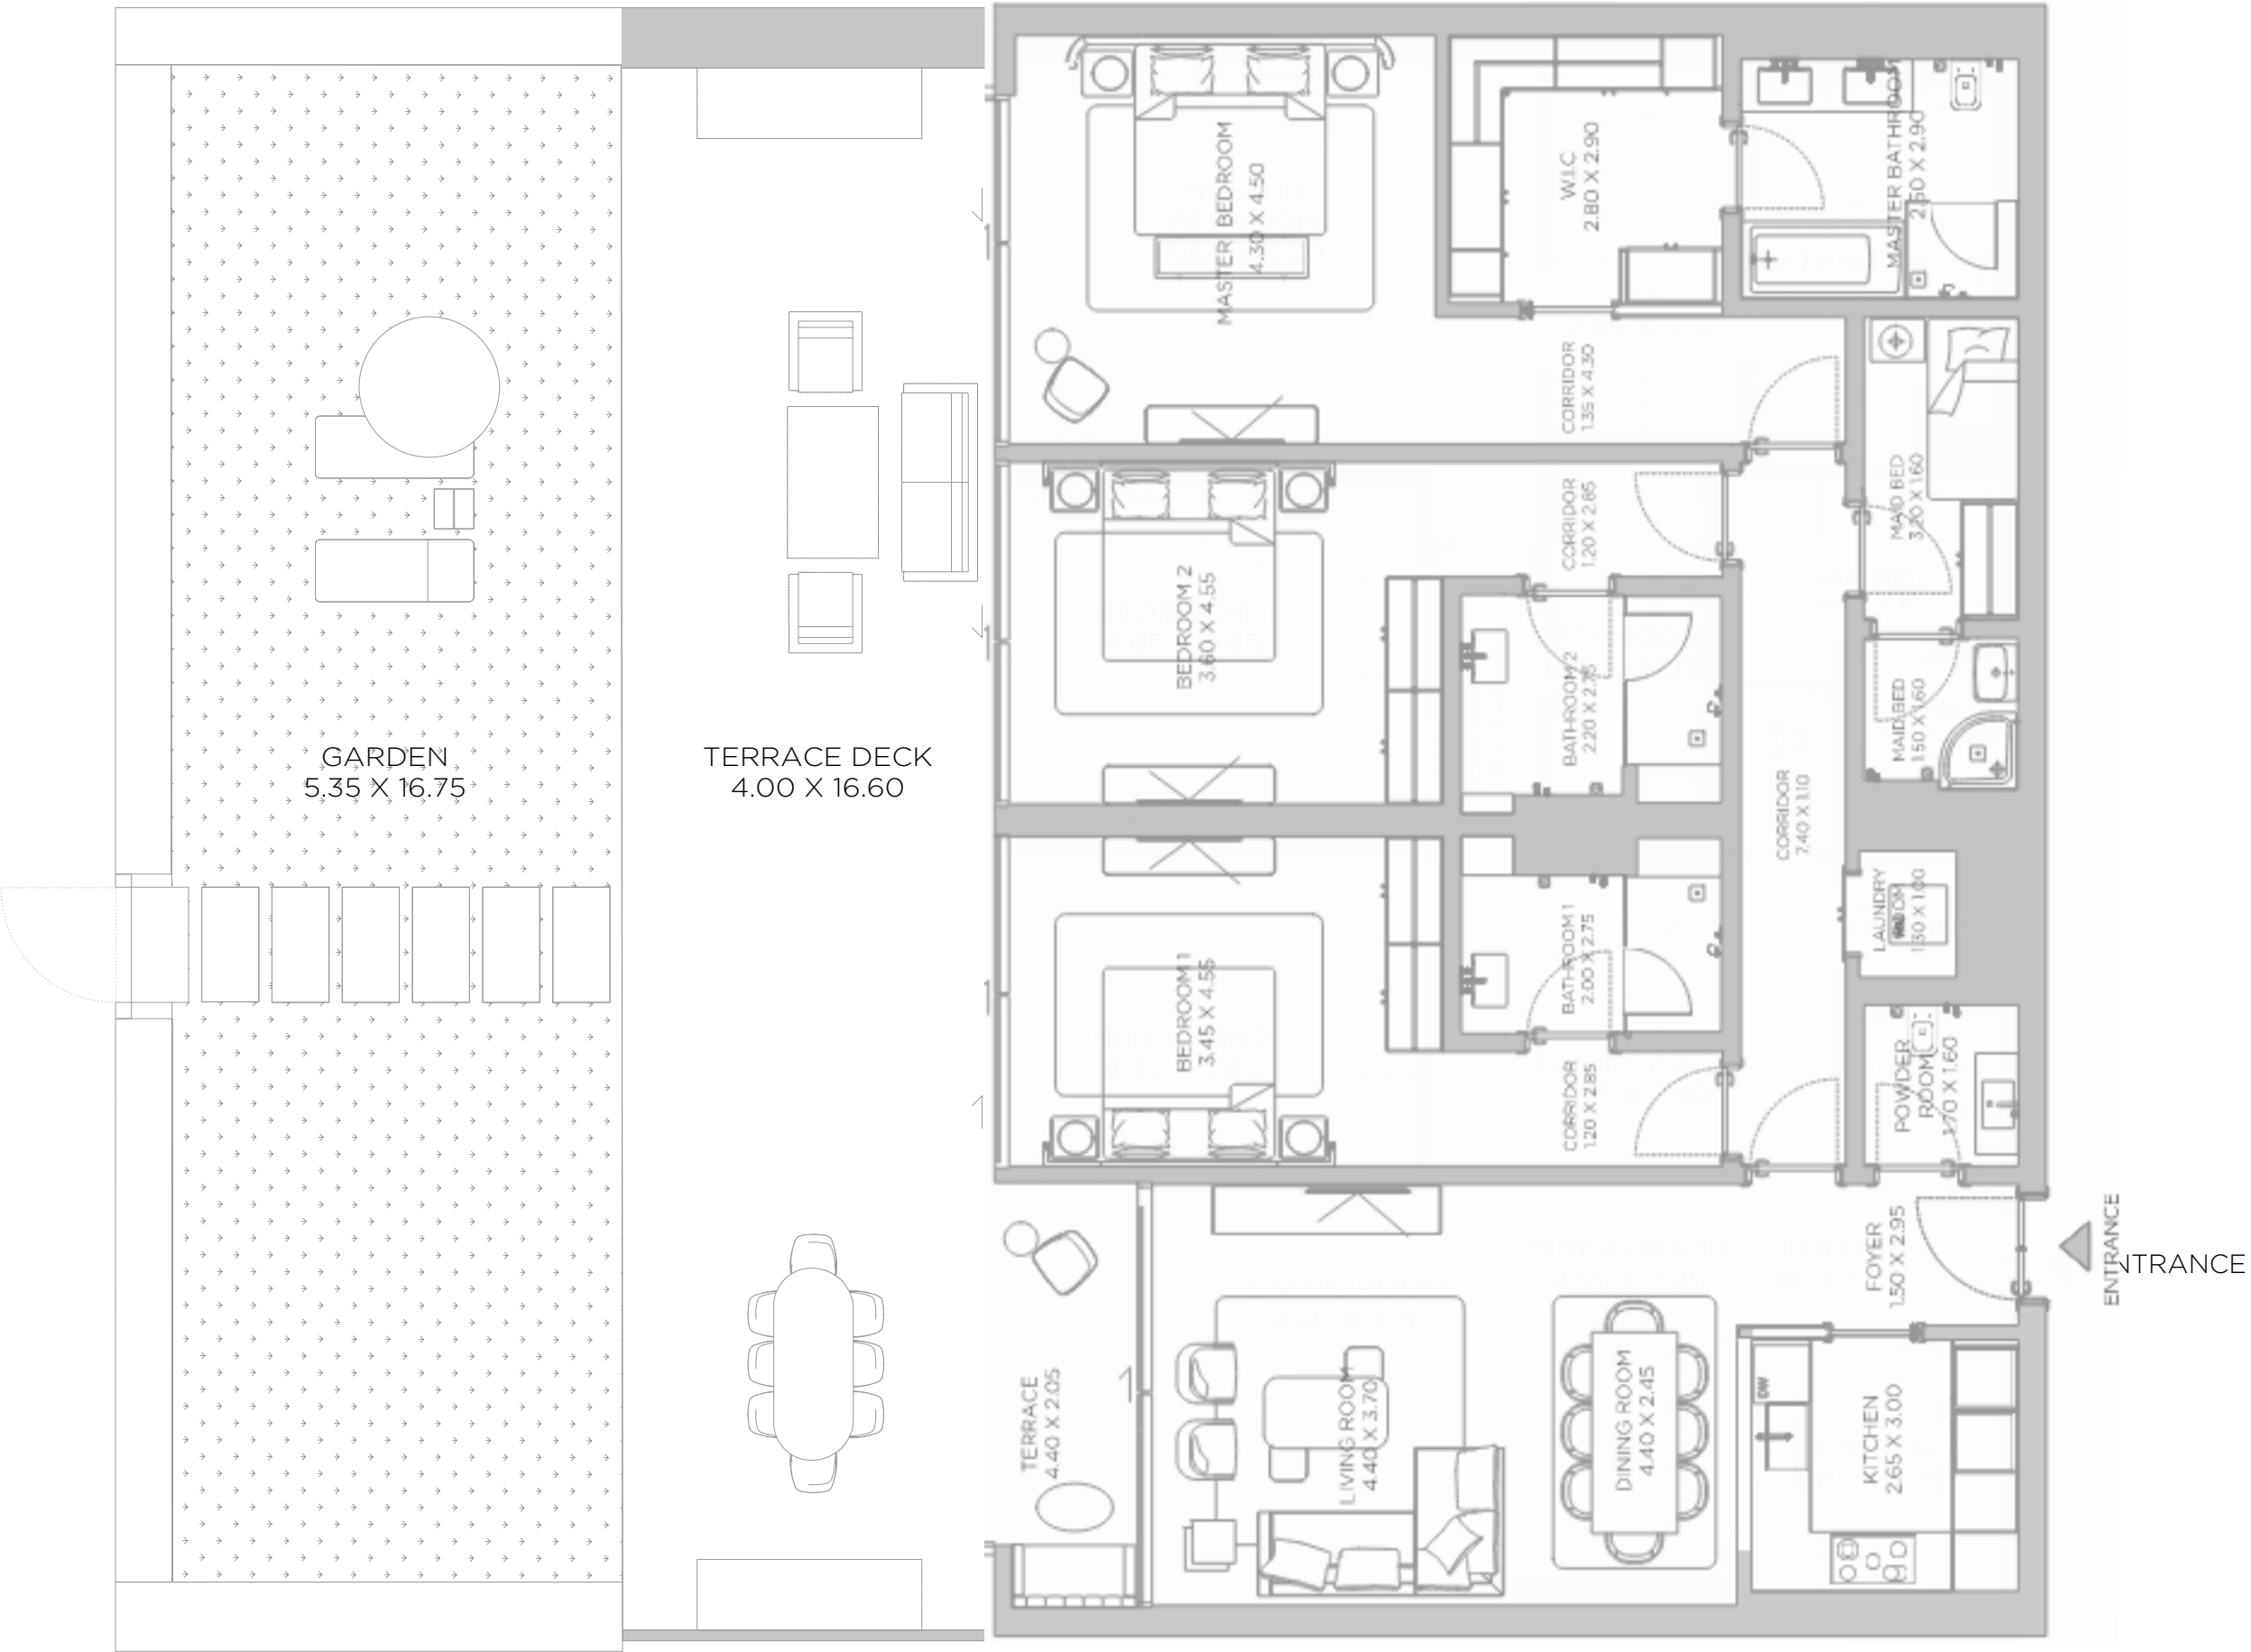 GARDEN
5.35 X 16.75
TERRACE DECK
4.00 X 16.60
MASTER BEDROOM
4.30 X 4.50
W.I.C
2.80 X 2.90
MASTER BATHROOM
2.50 X 2.90
CORRIDOR
1.35 X 4.30
BEDROOM 2
3.60 X 4.55
CORRIDOR
1.20 X 2.85
BATHROOM 2
2.20 X 2.75
MAID BED
3.20 X 1.60
MAID BED
1.50 X 1.60
CORRIDOR
7.40 X 1.10
BEDROOM 1
3.45 X 4.55
BATHROOM 1
2.00 X 2.75
CORRIDOR
1.20 X 2.85
LAUNDRY
ROOM
1.30 X 1.00
POWDER
ROOM
1.70 X 1.60
FOYER
1.50 X 2.95
ENTRANCE
NTRANCE
TERRACE
4.40 X 2.05
LIVING ROOM
4.40 X 3.70
DINING ROOM
4.40 X 2.45
DW
KITCHEN
2.65 X 3.00